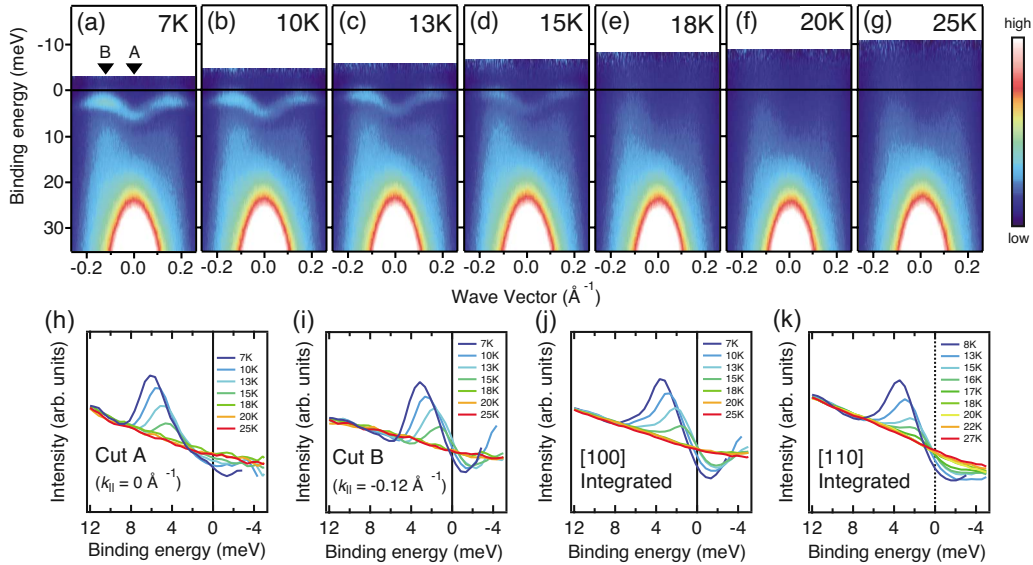 (a) 7K (b) 10K (c) 13K (d) 15K (e) 18K (f) 20K (g) 25K
high
low
B A
Binding energy (meV)
-10
0
10
20
30
-0.2 0.0 0.2 -0.2 0.0 0.2 -0.2 0.0 0.2 -0.2 0.0 0.2 -0.2 0.0 0.2 -0.2 0.0 0.2 -0.2 0.0 0.2
Wave Vector (Å⁻¹)
(h)
Intensity (arb. units)
7K
10K
13K
15K
18K
20K
25K
Cut A
(k_II = 0 Å⁻¹)
12 8 4 0 -4
Binding energy (meV)
(i)
Intensity (arb. units)
7K
10K
13K
15K
18K
20K
25K
Cut B
(k_II = -0.12 Å⁻¹)
12 8 4 0 -4
Binding energy (meV)
(j)
Intensity (arb. units)
7K
10K
13K
15K
18K
20K
25K
[100]
Integrated
12 8 4 0 -4
Binding energy (meV)
(k)
Intensity (arb. units)
8K
13K
15K
16K
17K
18K
20K
22K
27K
[110]
Integrated
12 8 4 0 -4
Binding energy (meV)